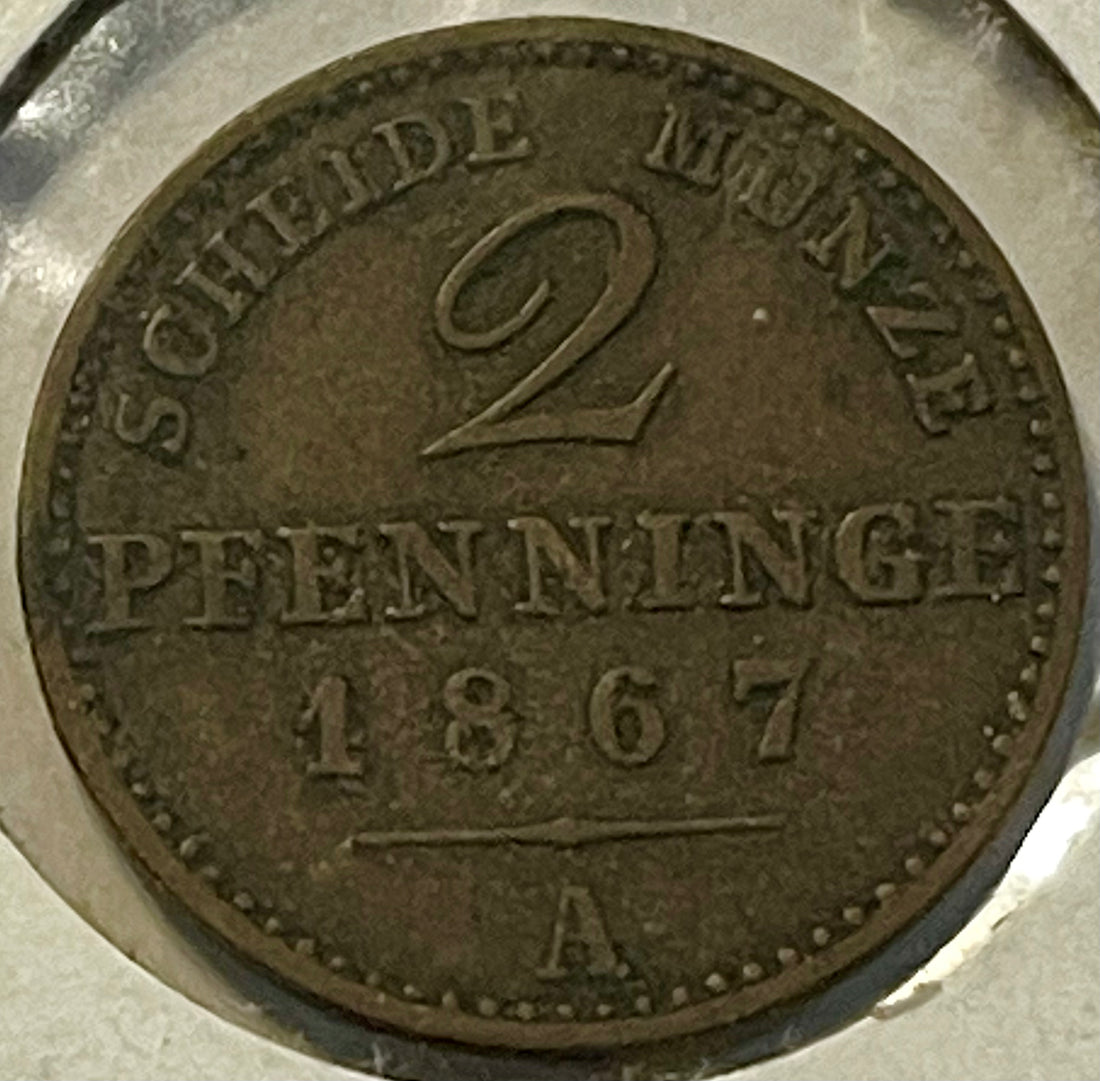 SCHEIDE MÜNZE
2
PFENNINGE
1867
A